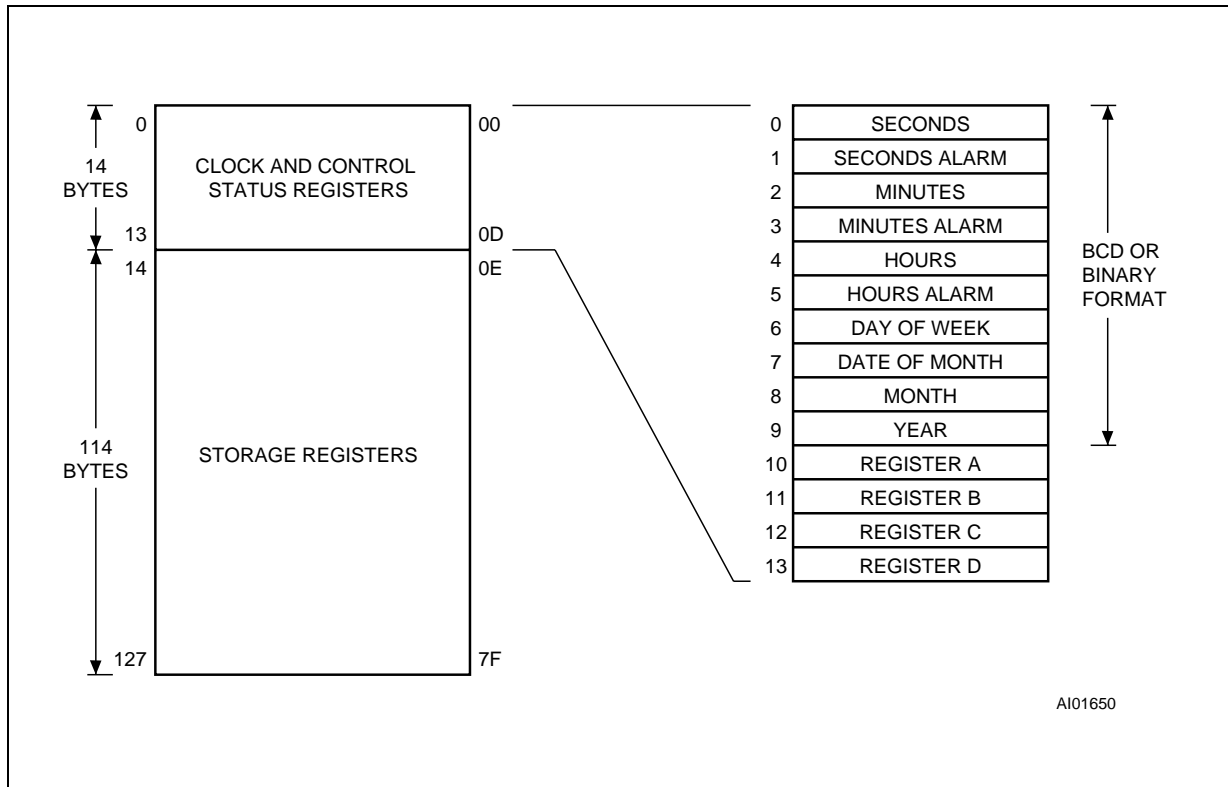 0
00
14
BYTES
CLOCK AND CONTROL
STATUS REGISTERS
13
0D
14
0E
114
BYTES
STORAGE REGISTERS
127
7F
0 SECONDS
1 SECONDS ALARM
2 MINUTES
3 MINUTES ALARM
4 HOURS
5 HOURS ALARM
6 DAY OF WEEK
7 DATE OF MONTH
8 MONTH
9 YEAR
10 REGISTER A
11 REGISTER B
12 REGISTER C
13 REGISTER D
BCD OR
BINARY
FORMAT
AI01650